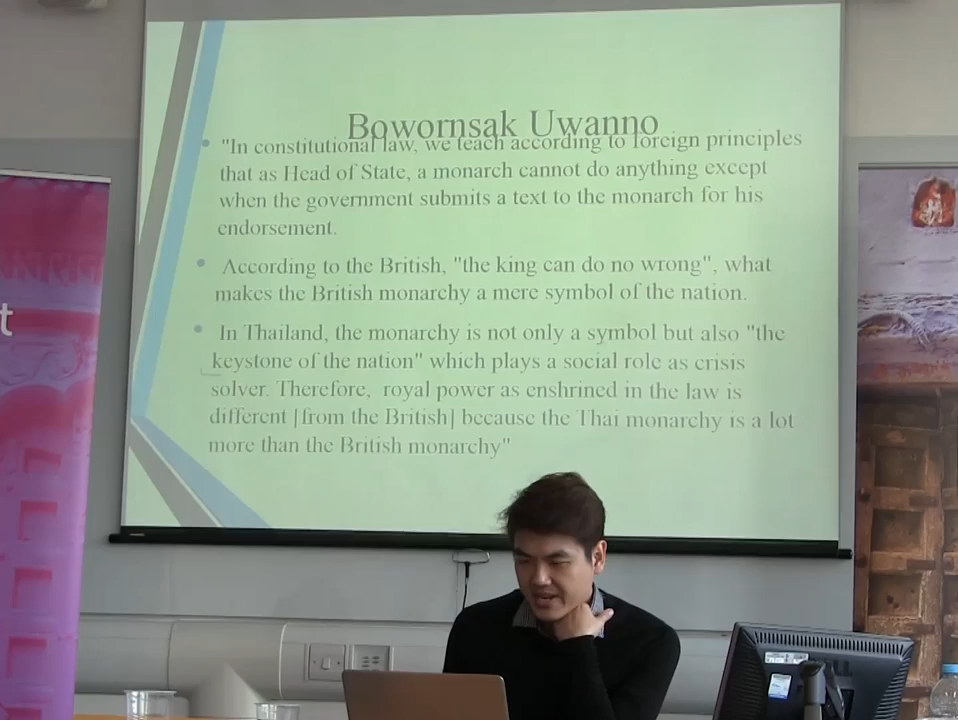 Bowornsak Uwanno
"In constitutional law, we teach according to foreign principles
that as Head of State, a monarch cannot do anything except
when the government submits a text to the monarch for his
endorsement.
According to the British, "the king can do no wrong", what
makes the British monarchy a mere symbol of the nation.
In Thailand, the monarchy is not only a symbol but also "the
keystone of the nation" which plays a social role as crisis
solver. Therefore, royal power as enshrined in the law is
different [from the British] because the Thai monarchy is a lot
more than the British monarchy"
t